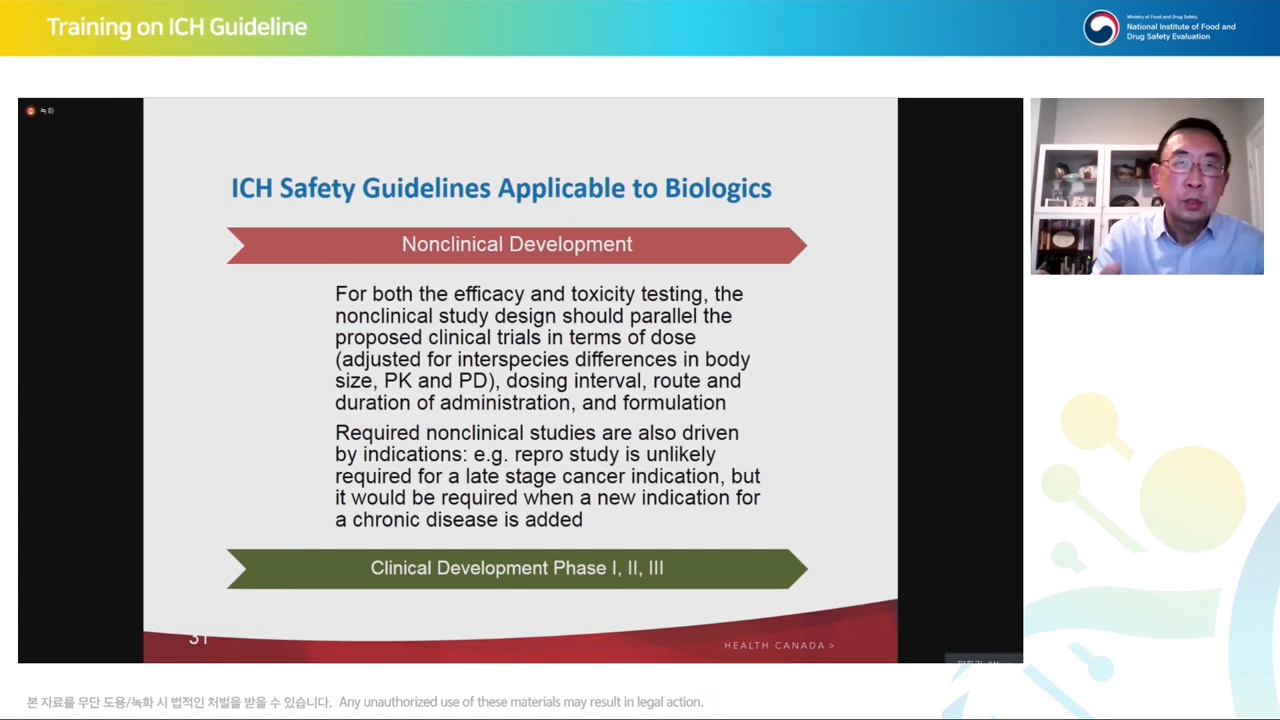 Training on ICH Guideline
Ministry of Food and Drug Safety
National Institute of Food and
Drug Safety Evaluation
녹화
ICH Safety Guidelines Applicable to Biologics
Nonclinical Development
For both the efficacy and toxicity testing, the
nonclinical study design should parallel the
proposed clinical trials in terms of dose
(adjusted for interspecies differences in body
size, PK and PD), dosing interval, route and
duration of administration, and formulation
Required nonclinical studies are also driven
by indications: e.g. repro study is unlikely
required for a late stage cancer indication, but
it would be required when a new indication for
a chronic disease is added
Clinical Development Phase I, II, III
31
HEALTH CANADA >
본 자료를 무단 도용/녹화 시 법적인 처벌을 받을 수 있습니다. Any unauthorized use of these materials may result in legal action.